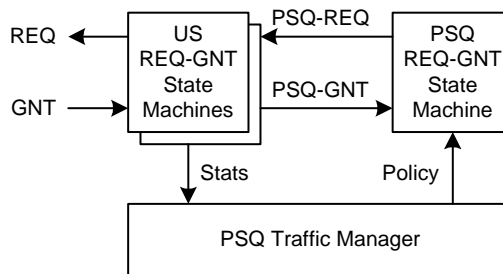 REQ
GNT
US
REQ-GNT
State
Machines
PSQ-REQ
PSQ-GNT
PSQ
REQ-GNT
State
Machine
Stats
Policy
PSQ Traffic Manager